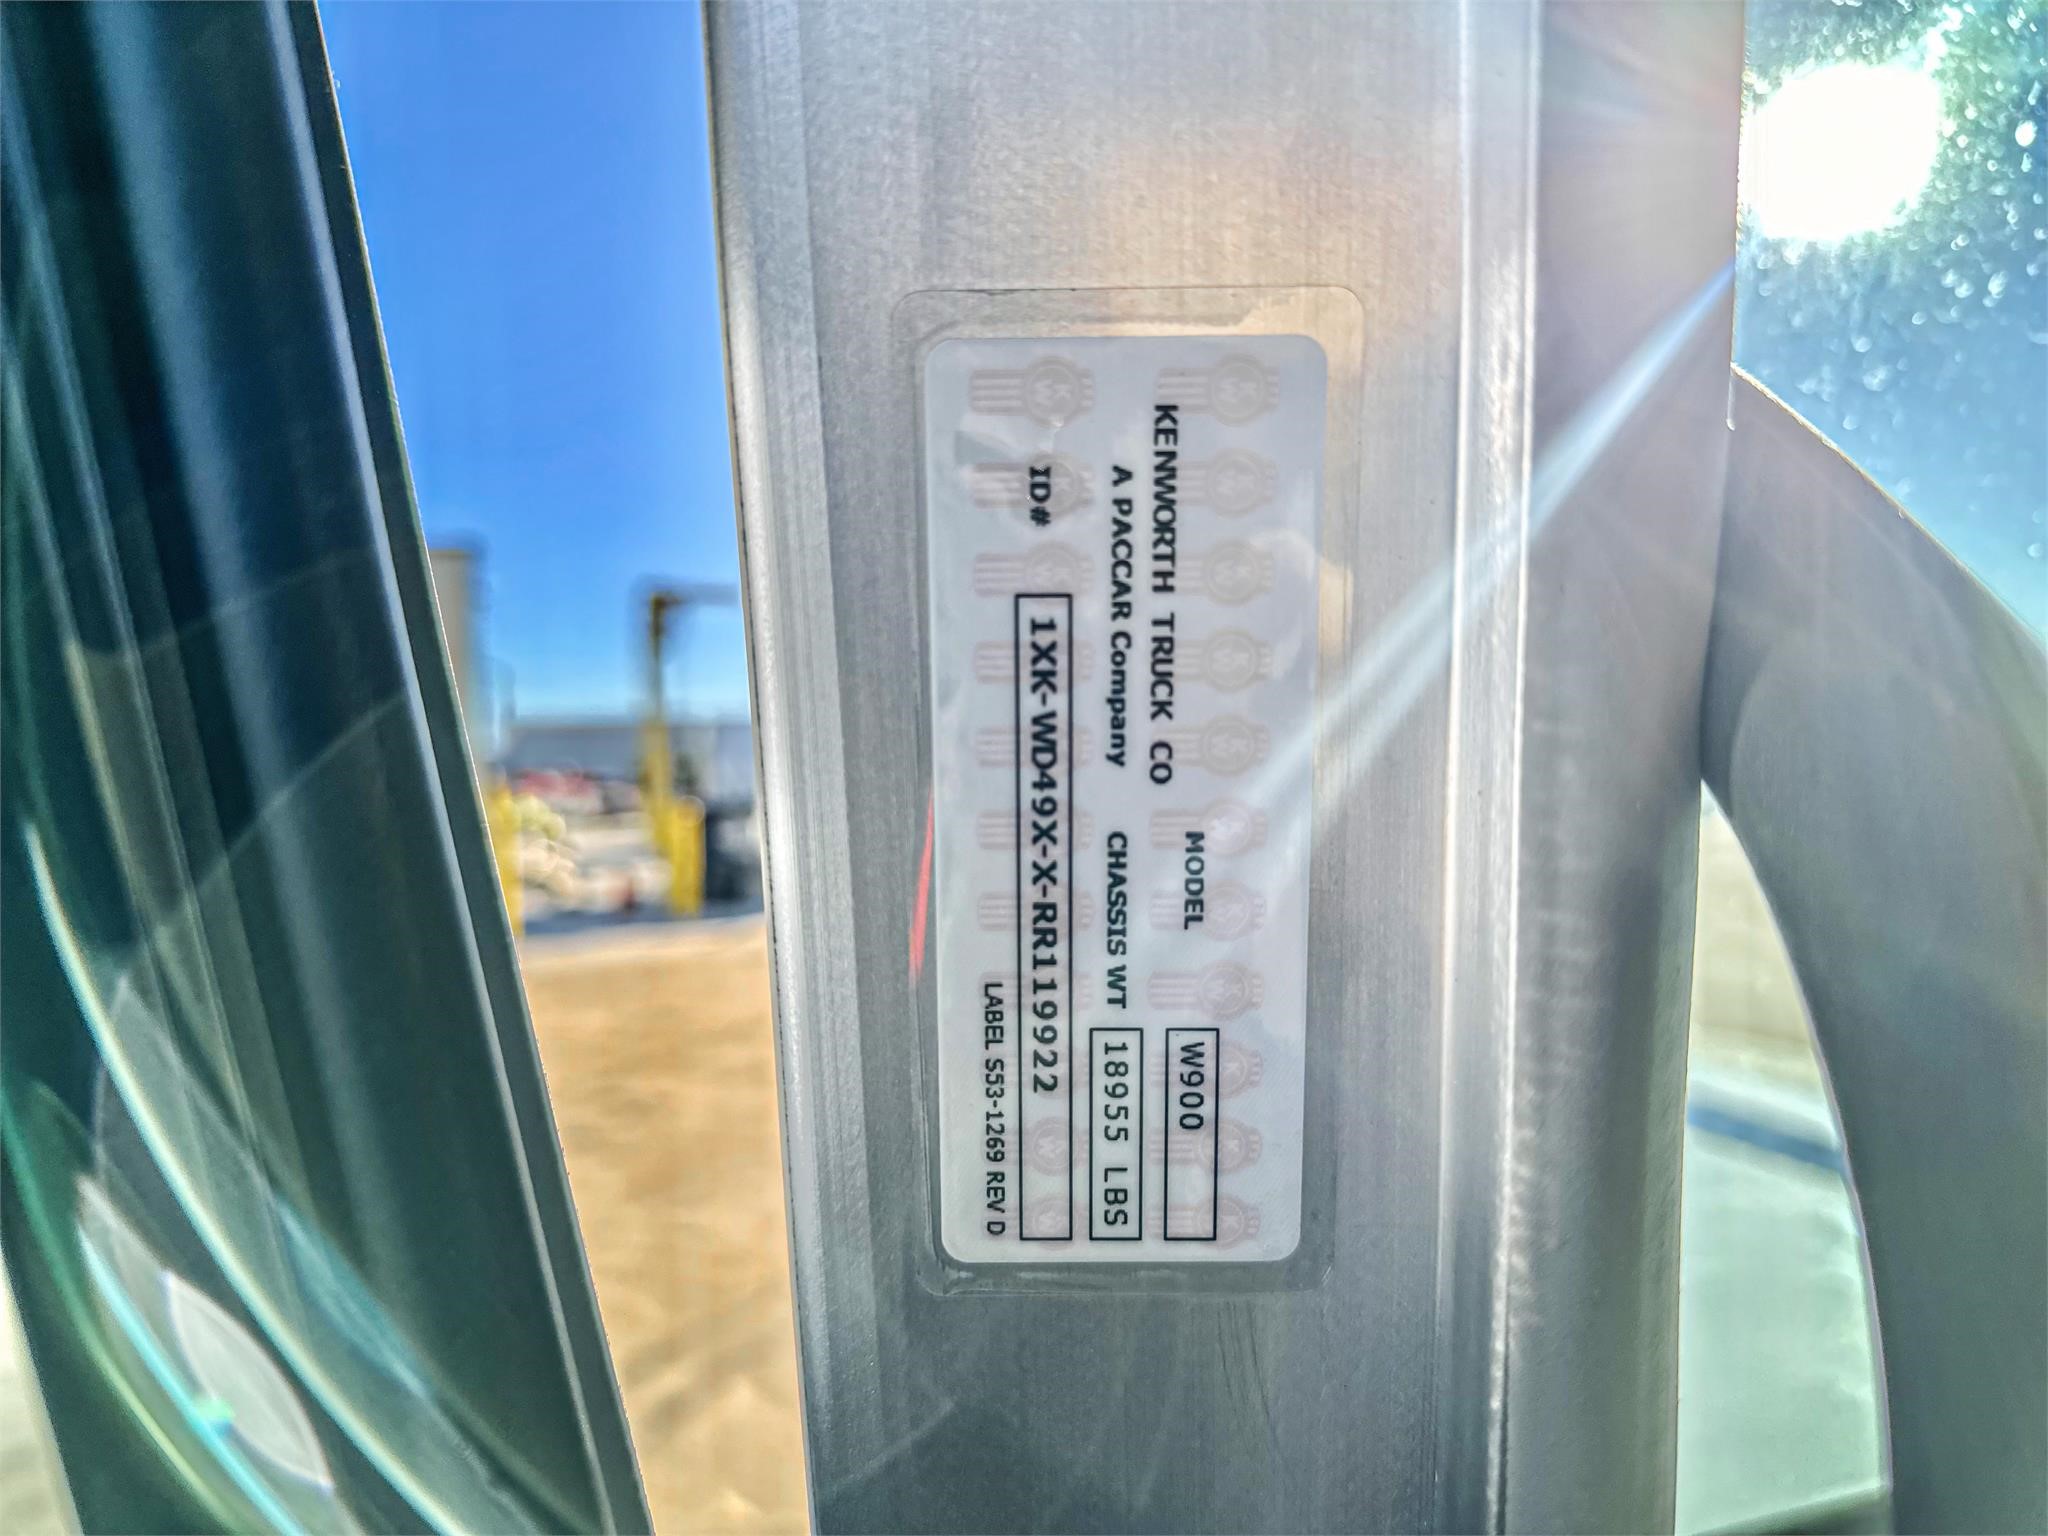 KENWORTH TRUCK CO
A PACCAR Company
MODEL W900
CHASSIS WT 18955 LBS
ID# 1XK-WD49X-X-RR119922
LABEL S53-1269 REV D